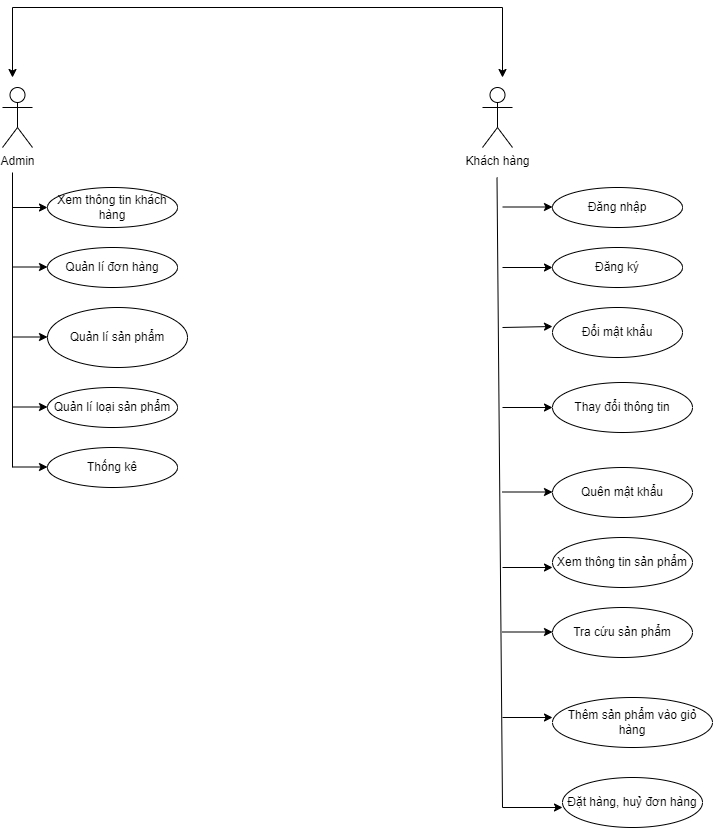 Admin
Xem thông tin khách
hàng
Quản lí đơn hàng
Quản lí sản phẩm
Quản lí loại sản phẩm
Thống kê
Khách hàng
Đăng nhập
Đăng ký
Đổi mật khẩu
Thay đổi thông tin
Quên mật khẩu
Xem thông tin sản phẩm
Tra cứu sản phẩm
Thêm sản phẩm vào giỏ
hàng
Đặt hàng, huỷ đơn hàng